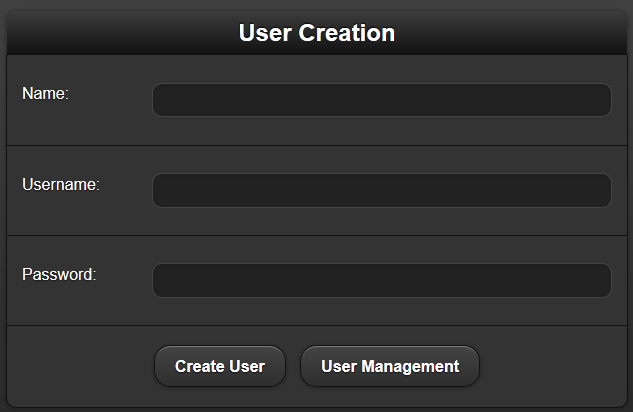 User Creation
Name:
Username:
Password:
Create User
User Management